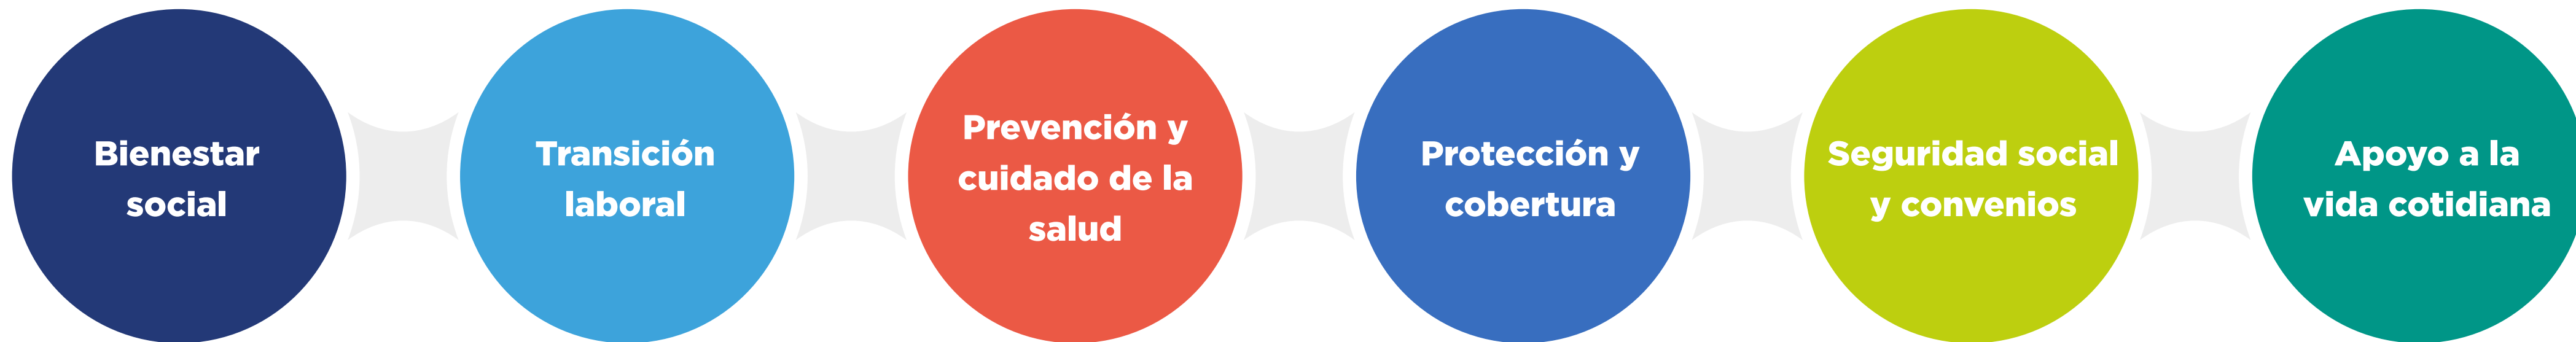 Bienestar
social
Transición
laboral
Prevención y
cuidado de la
salud
Protección y
cobertura
Seguridad social
y convenios
Apoyo a la
vida cotidiana